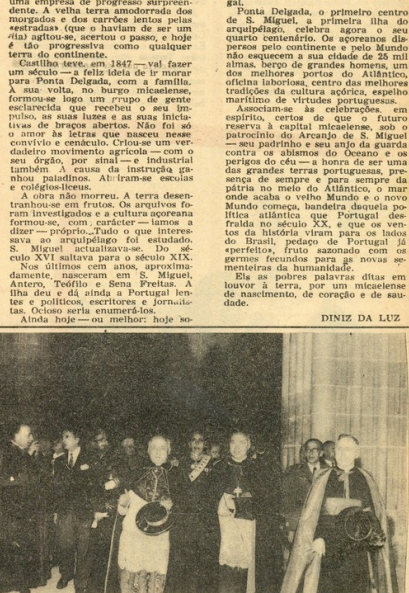 uma empresa de progresso surpreen-
dente. A velha terra amodorrada dos
morgados e dos carrões lentos pelas
«estradas» (que o haviam de ser um
dia) agitou-se, acertou o passo, e hoje
é tão progressiva como qualquer
terra do continente.
Castilho teve, em 1847 — vai fazer
um século — a feliz ideia de ir morar
para Ponta Delgada, com a família.
À sua volta, no burgo micaelense,
formou-se logo um grupo de gente
esclarecida que recebeu o seu im-
pulso, as suas luzes e as suas inicia-
tivas de braços abertos. Não foi só
o amor às letras que nasceu nesse
convívio e cenáculo. Criou-se um ver-
dadeiro movimento agrícola — com o
seu órgão, por sinal — e industrial
também. A causa da instrução ga-
nhou paladinos. Abriram-se escolas
e colégios-liceus.
A obra não morreu. A terra desen-
tranhou-se em frutos. Os arquivos fo-
ram investigados e a cultura açoreana
formou-se, com carácter — íamos a
dizer — próprio. Tudo o que interes-
sava ao arquipélago foi estudado.
S. Miguel actualizava-se. Do sé-
culo XVI saltava para o século XIX.
Nos últimos cem anos, aproxima-
damente, nasceram em S. Miguel,
Antero, Teófilo e Sena Freitas. A
ilha deu e dá ainda a Portugal len-
tes e políticos, escritores e jornalis-
tas. Ocioso seria enumerá-los.
Ainda hoje — ou melhor: hoje so-
gal.
Ponta Delgada, o primeiro centro
de S. Miguel, a primeira ilha do
arquipélago, celebra agora o seu
quarto centenário. Os açoreanos dis-
persos pelo continente e pelo Mundo
não esquecem a sua cidade de 25 mil
almas, berço de grandes homens, um
dos melhores portos do Atlântico,
oficina laboriosa, centro das melhores
tradições da cultura açórica, espelho
marítimo de virtudes portuguesas.
Associam-se às celebrações, em
espírito, certos de que o futuro
reserva à capital micaelense, sob o
patrocínio do Arcanjo de S. Miguel
— seu padrinho e seu anjo da guarda
contra os abismos do Oceano e os
perigos do céu — a honra de ser uma
das grandes terras portuguesas, pre-
sença de sempre e para sempre da
pátria no meio do Atlântico, o mar
onde acaba o velho Mundo e o novo
Mundo começa, bandeira daquela po-
lítica atlântica que Portugal des-
fralda no século XX, e que os ven-
tos da história viram para os lados
do Brasil, pedaço de Portugal já
«perfeito», fruto sazonado com os
germes fecundos para as novas se-
menteiras da humanidade.
Eis as pobres palavras ditas em
louvor à terra, por um micaelense
de nascimento, de coração e de sau-
dade.
DINIZ DA LUZ